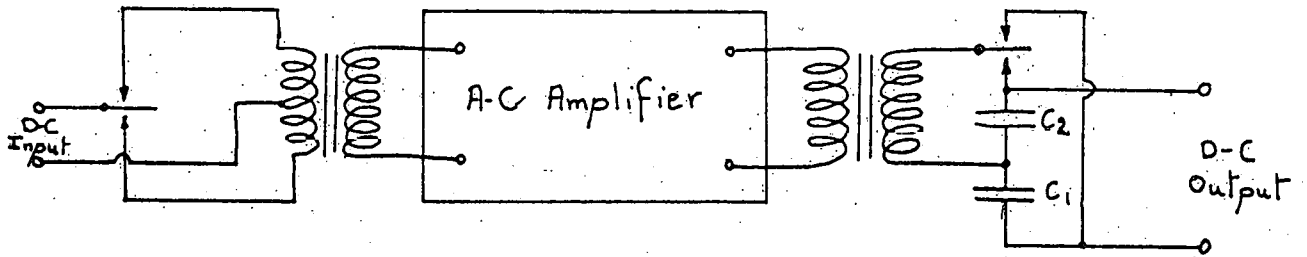 D-C
Input
A-C Amplifier
C2
C1
D-C
Output